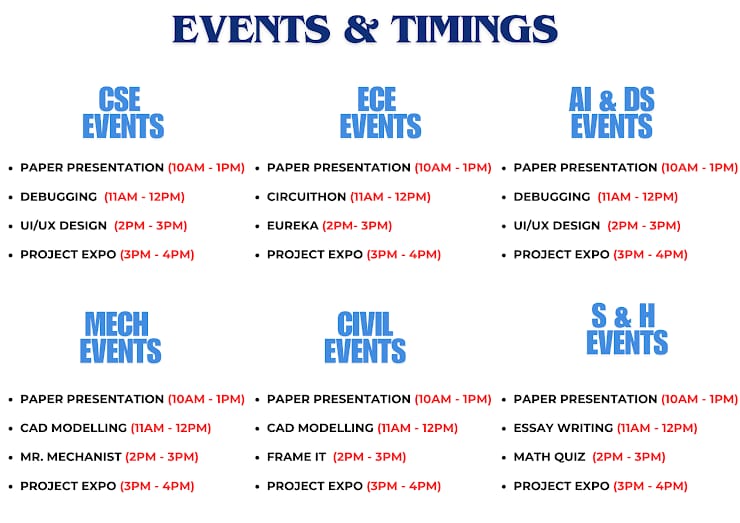 EVENTS & TIMINGS
CSE
EVENTS
• PAPER PRESENTATION (10AM - 1PM)
• DEBUGGING (11AM - 12PM)
• UI/UX DESIGN (2PM - 3PM)
• PROJECT EXPO (3PM - 4PM)
ECE
EVENTS
• PAPER PRESENTATION (10AM - 1PM)
• CIRCUITHON (11AM - 12PM)
• EUREKA (2PM- 3PM)
• PROJECT EXPO (3PM - 4PM)
AI & DS
EVENTS
• PAPER PRESENTATION (10AM - 1PM)
• DEBUGGING (11AM - 12PM)
• UI/UX DESIGN (2PM - 3PM)
• PROJECT EXPO (3PM - 4PM)
MECH
EVENTS
• PAPER PRESENTATION (10AM - 1PM)
• CAD MODELLING (11AM - 12PM)
• MR. MECHANIST (2PM - 3PM)
• PROJECT EXPO (3PM - 4PM)
CIVIL
EVENTS
• PAPER PRESENTATION (10AM - 1PM)
• CAD MODELLING (11AM - 12PM)
• FRAME IT (2PM - 3PM)
• PROJECT EXPO (3PM - 4PM)
S & H
EVENTS
• PAPER PRESENTATION (10AM - 1PM)
• ESSAY WRITING (11AM - 12PM)
• MATH QUIZ (2PM - 3PM)
• PROJECT EXPO (3PM - 4PM)